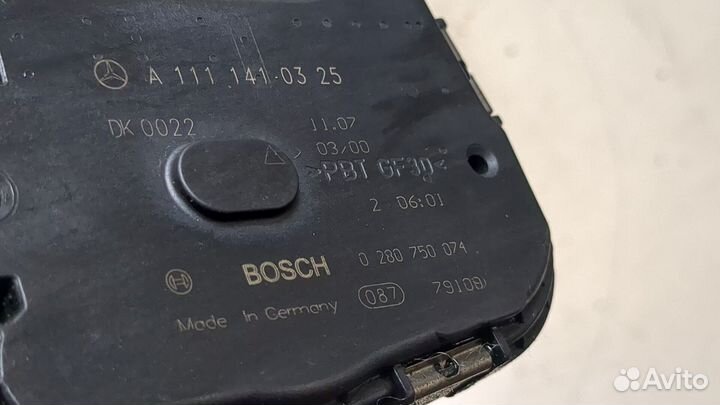 A 111 141 03 25
DK 0022
11.07
03/00
>PBT GF30<
2 06:01
BOSCH
0 280 750 074
Made In Germany
087
79109
Avito